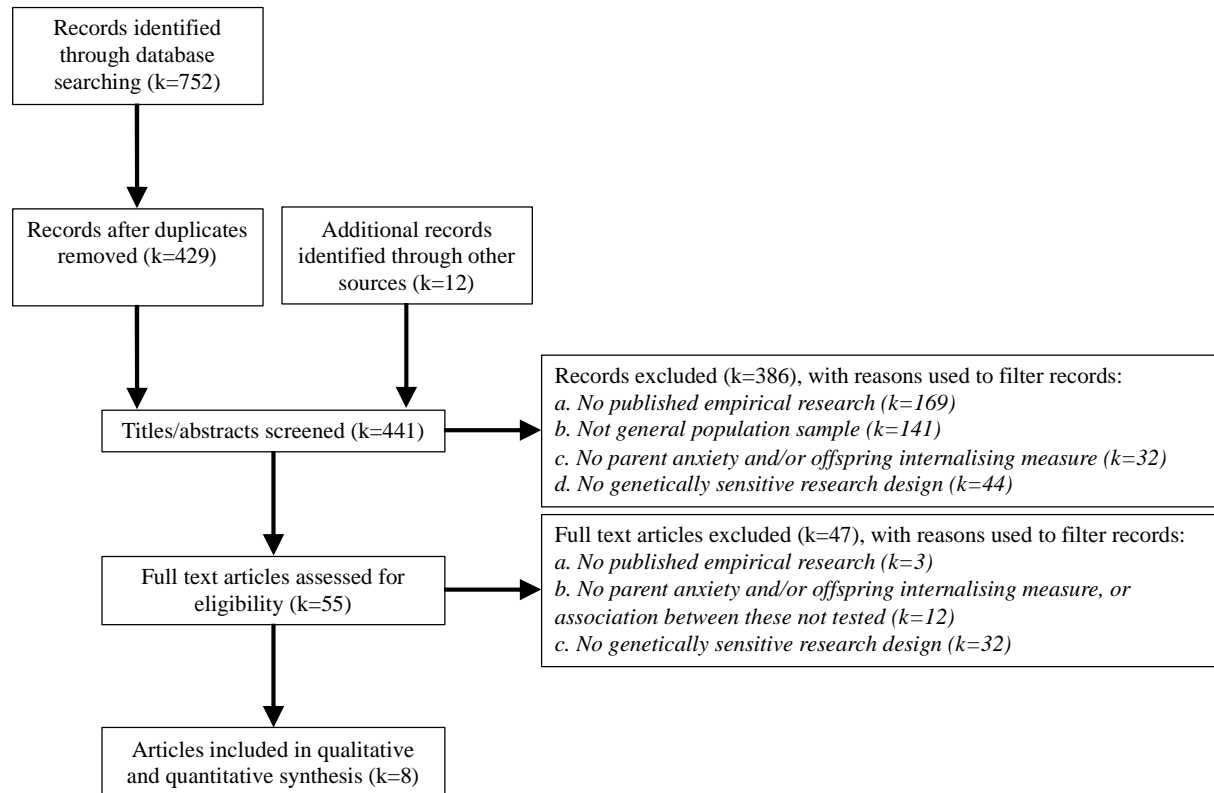 Records identified
through database
searching (k=752)
Records after duplicates
removed (k=429)
Additional records
identified through other
sources (k=12)
Titles/abstracts screened (k=441)
Records excluded (k=386), with reasons used to filter records:
a. No published empirical research (k=169)
b. Not general population sample (k=141)
c. No parent anxiety and/or offspring internalising measure (k=32)
d. No genetically sensitive research design (k=44)
Full text articles assessed for
eligibility (k=55)
Full text articles excluded (k=47), with reasons used to filter records:
a. No published empirical research (k=3)
b. No parent anxiety and/or offspring internalising measure, or
association between these not tested (k=12)
c. No genetically sensitive research design (k=32)
Articles included in qualitative
and quantitative synthesis (k=8)